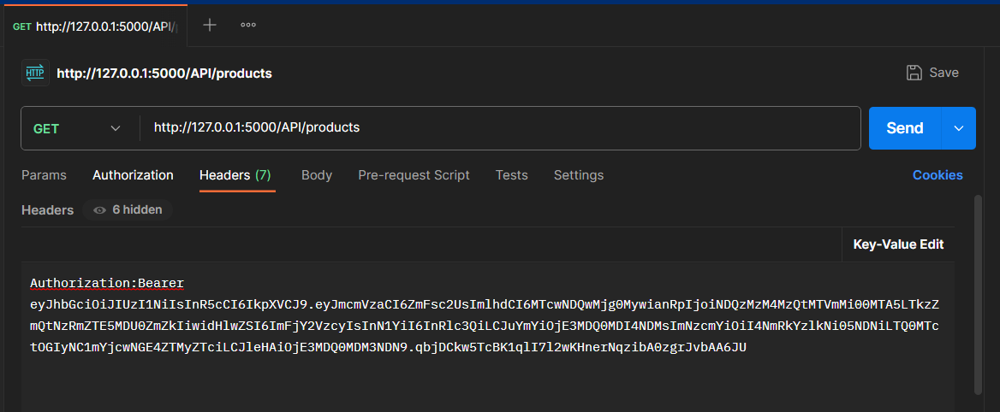 GET http://127.0.0.1:5000/API/
HTTP http://127.0.0.1:5000/API/products
Save
GET
http://127.0.0.1:5000/API/products
Send
Params Authorization Headers (7) Body Pre-request Script Tests Settings Cookies
Headers 6 hidden
Key-Value Edit
Authorization:Bearer
eyJhbGciOiJIUzI1NiIsInR5cCI6IkpXVCJ9.eyJmcmVzaCI6ZmFsc2UsImlhdCI6MTcwNDQwMjg0MywianRpIjoiNDQzMzM4MzQtMTVmMi00MTA5LTkzZ
mQtNzRmZTE5MDU0ZmZkIiwidHlwZSI6ImFjY2VzcyIsInN1YiI6InRlc3QiLCJuYmYiOjE3MDQ0MDI4NDMsImNzcmYiOiI4NmRkYzlkNi05NDNiLTQ0MTc
tOGIyNC1mYjcwNGE4ZTMyZTciLCJleHAiOjE3MDQ0MDM3NDN9.qbjDCkw5TcBK1qlI7l2wKHnerNqzibA0zgrJvbAA6JU